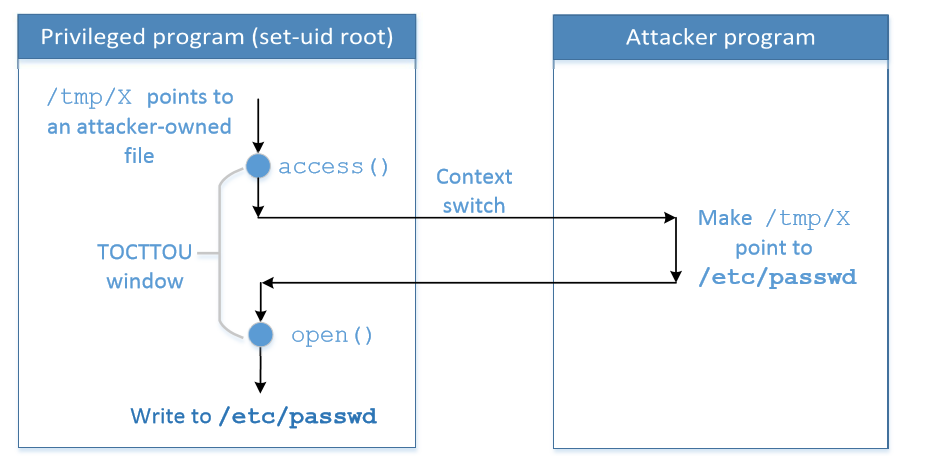 Privileged program (set-uid root)
Attacker program
/tmp/X points to
an attacker-owned
file
access()
Context
switch
Make /tmp/X
point to
/etc/passwd
TOCTTOU
window
open()
Write to /etc/passwd